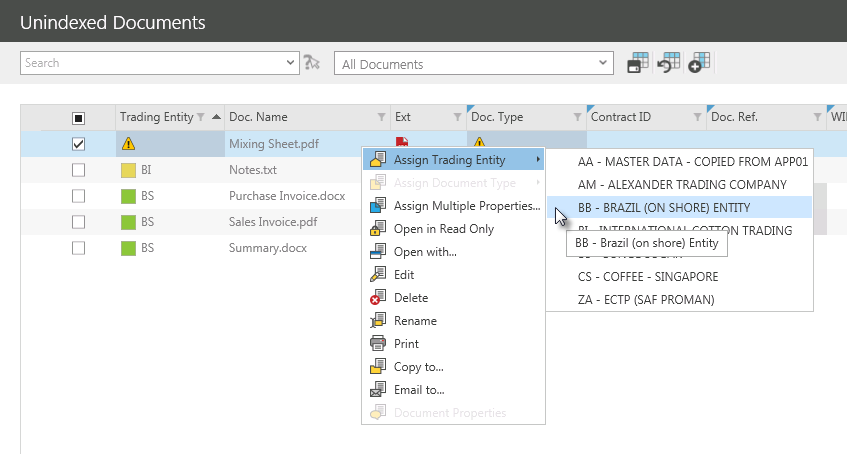 Unindexed Documents
Search
All Documents
Trading Entity
Doc. Name
Ext
Doc. Type
Contract ID
Doc. Ref.
Mixing Sheet.pdf
BI
Notes.txt
BS
Purchase Invoice.docx
BS
Sales Invoice.pdf
BS
Summary.docx
Assign Trading Entity
Assign Document Type
Assign Multiple Properties...
Open in Read Only
Open with...
Edit
Delete
Rename
Print
Copy to...
Email to...
Document Properties
AA - MASTER DATA - COPIED FROM APP01
AM - ALEXANDER TRADING COMPANY
BB - BRAZIL (ON SHORE) ENTITY
BI - INTERNATIONAL COTTON TRADING
BB - Brazil (on shore) Entity
CS - COFFEE - SINGAPORE
ZA - ECTP (SAF PROMAN)